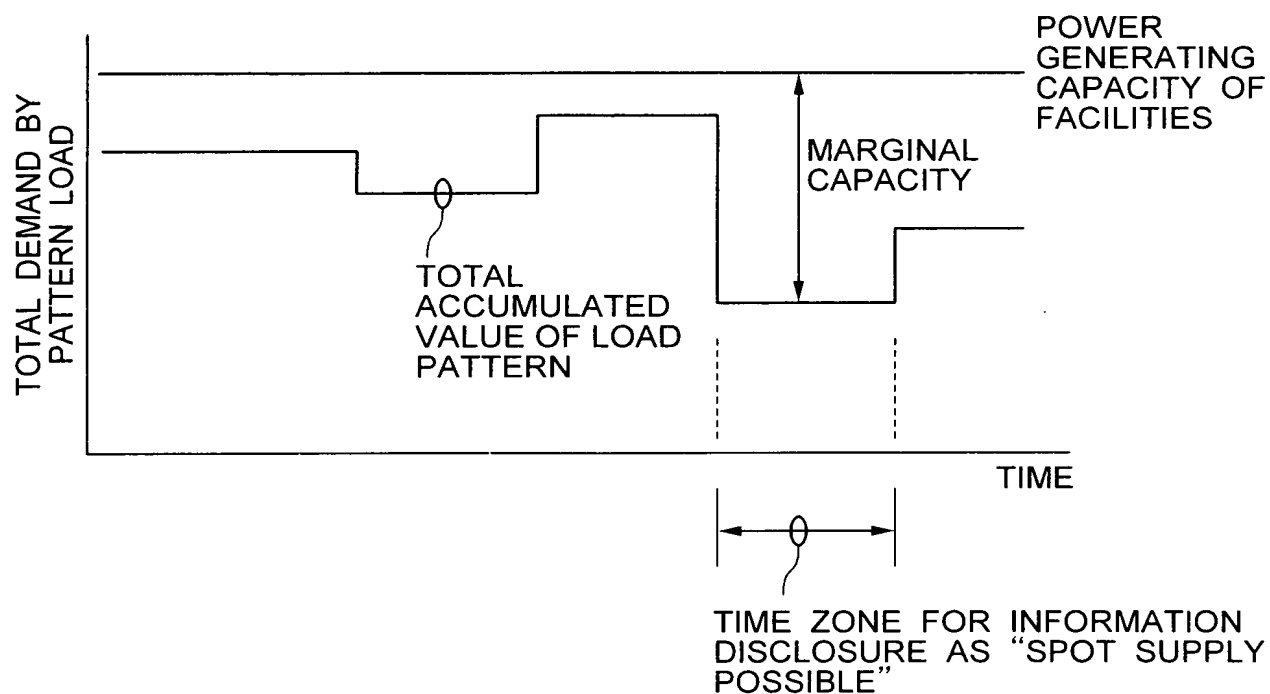 POWER
GENERATING
CAPACITY OF
FACILITIES
TOTAL DEMAND BY
PATTERN LOAD
MARGINAL
CAPACITY
TOTAL
ACCUMULATED
VALUE OF LOAD
PATTERN
TIME
TIME ZONE FOR INFORMATION
DISCLOSURE AS “SPOT SUPPLY
POSSIBLE”